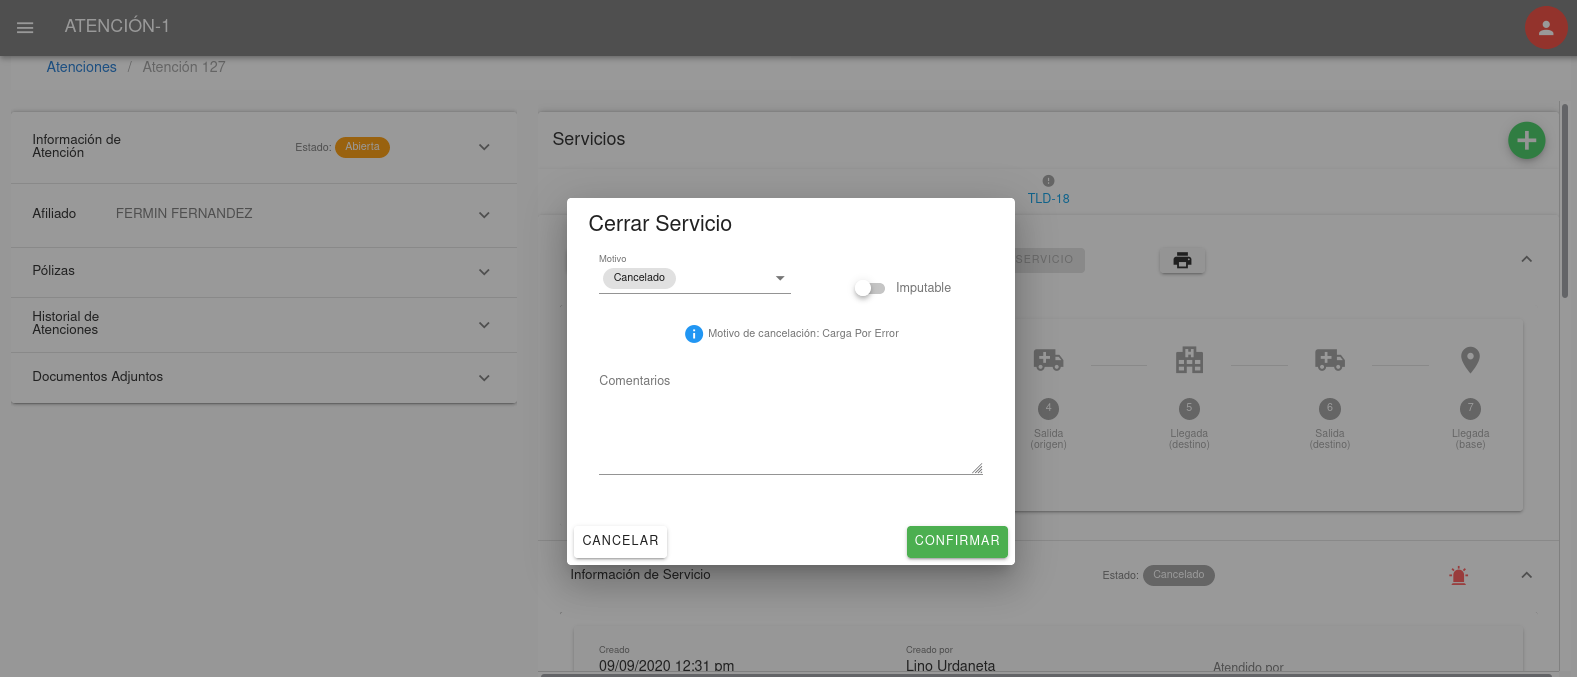 ATENCIÓN-1
Atenciones / Atención 127
Información de
Atención
Estado: Abierta
Afiliado FERMIN FERNANDEZ
Pólizas
Historial de
Atenciones
Documentos Adjuntos
Servicios
TLD-18
SERVICIO
4
Salida
(origen)
5
Llegada
(destino)
6
Salida
(destino)
7
Llegada
(base)
Cerrar Servicio
Motivo
Cancelado
Imputable
Motivo de cancelación: Carga Por Error
Comentarios
CANCELAR
CONFIRMAR
Información de Servicio
Estado: Cancelado
Creado
09/09/2020 12:31 pm
Creado por
Lino Urdaneta
Atendido por